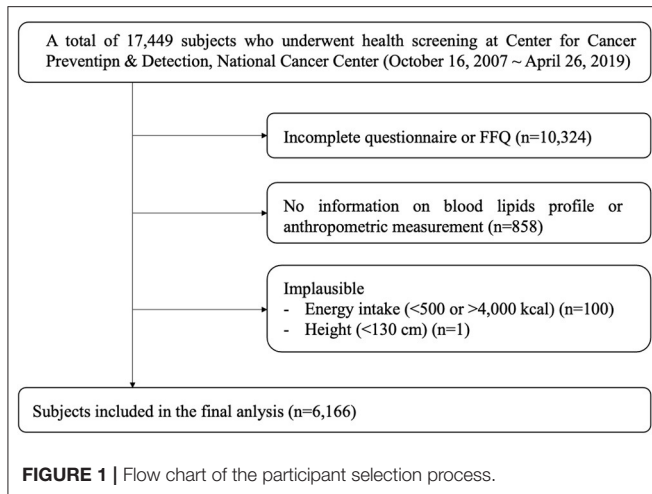 A total of 17,449 subjects who underwent health screening at Center for Cancer
Preventipn & Detection, National Cancer Center (October 16, 2007 ~ April 26, 2019)
Incomplete questionnaire or FFQ (n=10,324)
No information on blood lipids profile or
anthropometric measurement (n=858)
Implausible
- Energy intake (<500 or >4,000 kcal) (n=100)
- Height (<130 cm) (n=1)
Subjects included in the final anlysis (n=6,166)
FIGURE 1 | Flow chart of the participant selection process.